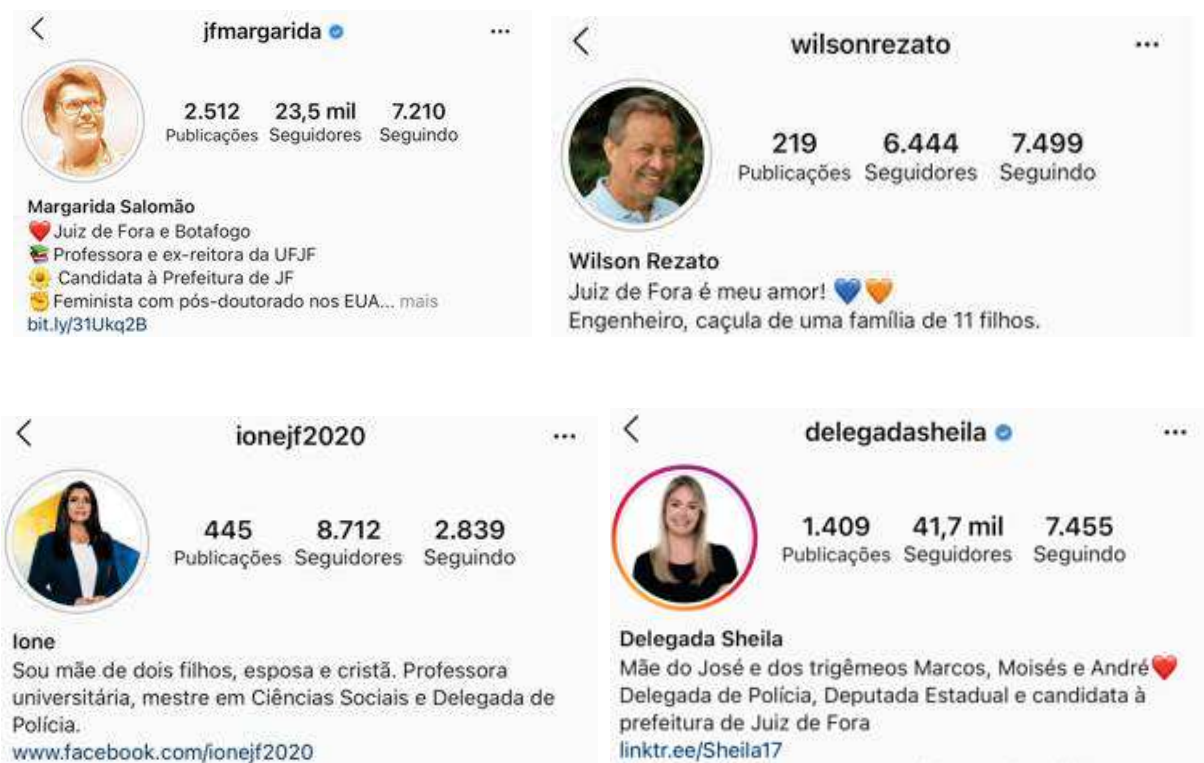 jfmargarida
2.512 23,5 mil 7.210
Publicações Seguidores Seguindo
Margarida Salomão
❤️ Juiz de Fora e Botafogo
📚 Professora e ex-reitora da UFJF
🌻 Candidata à Prefeitura de JF
✊ Feminista com pós-doutorado nos EUA... mais
bit.ly/31Ukq2B
wilsonrezato
219 6.444 7.499
Publicações Seguidores Seguindo
Wilson Rezato
Juiz de Fora é meu amor! 💙🧡
Engenheiro, caçula de uma família de 11 filhos.
ionejf2020
445 8.712 2.839
Publicações Seguidores Seguindo
Ione
Sou mãe de dois filhos, esposa e cristã. Professora
universitária, mestre em Ciências Sociais e Delegada de
Polícia.
www.facebook.com/ionejf2020
delegadasheila
1.409 41,7 mil 7.455
Publicações Seguidores Seguindo
Delegada Sheila
Mãe do José e dos trigêmeos Marcos, Moisés e André❤️
Delegada de Polícia, Deputada Estadual e candidata à
prefeitura de Juiz de Fora
linktr.ee/Sheila17